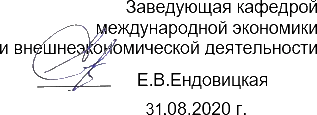 Заведующая кафедрой
международной экономики
и внешнеэкономической деятельности
Е.В.Ендовицкая
31.08.2020 г.